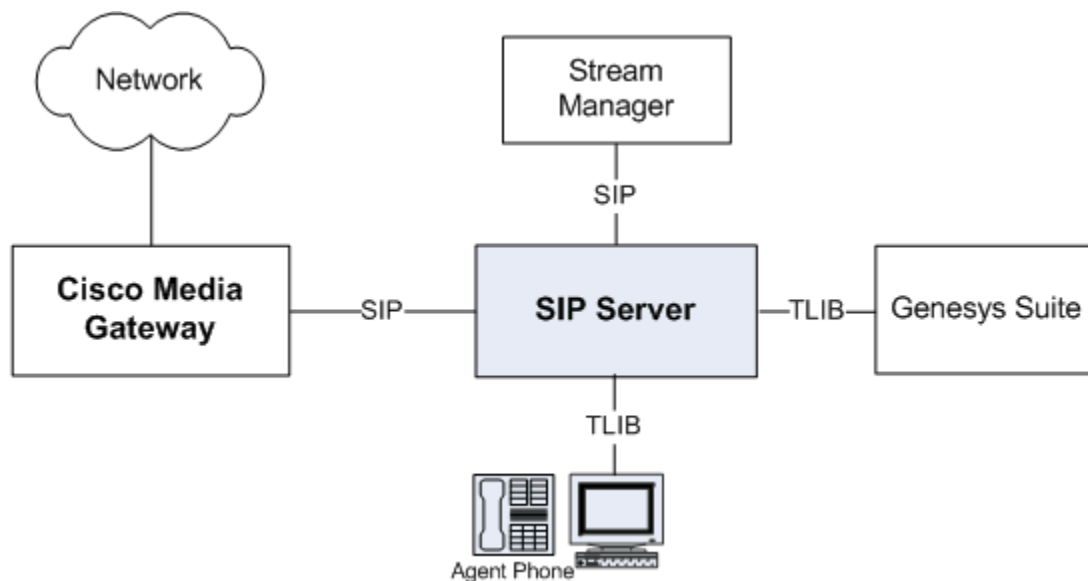 Network
Stream
Manager
SIP
Cisco Media
Gateway
SIP
SIP Server
TLIB
Genesys Suite
TLIB
Agent Phone